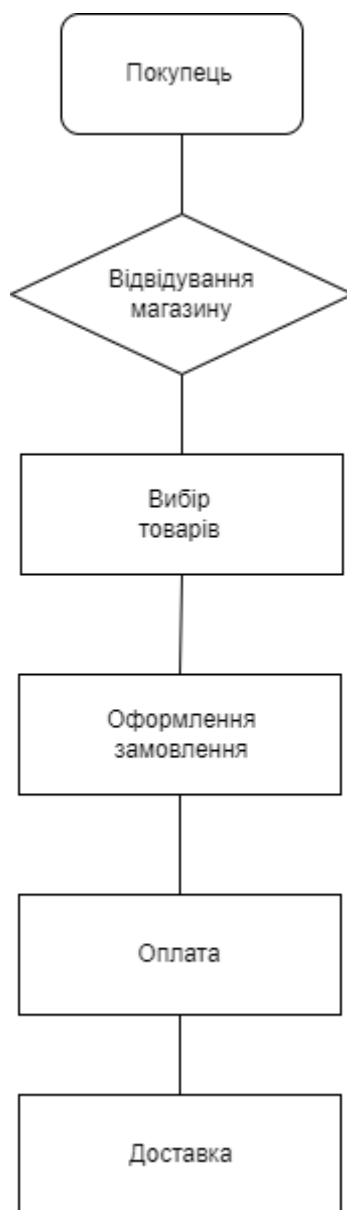 Покупець
Відвідування
магазину
Вибір
товарів
Оформлення
замовлення
Оплата
Доставка